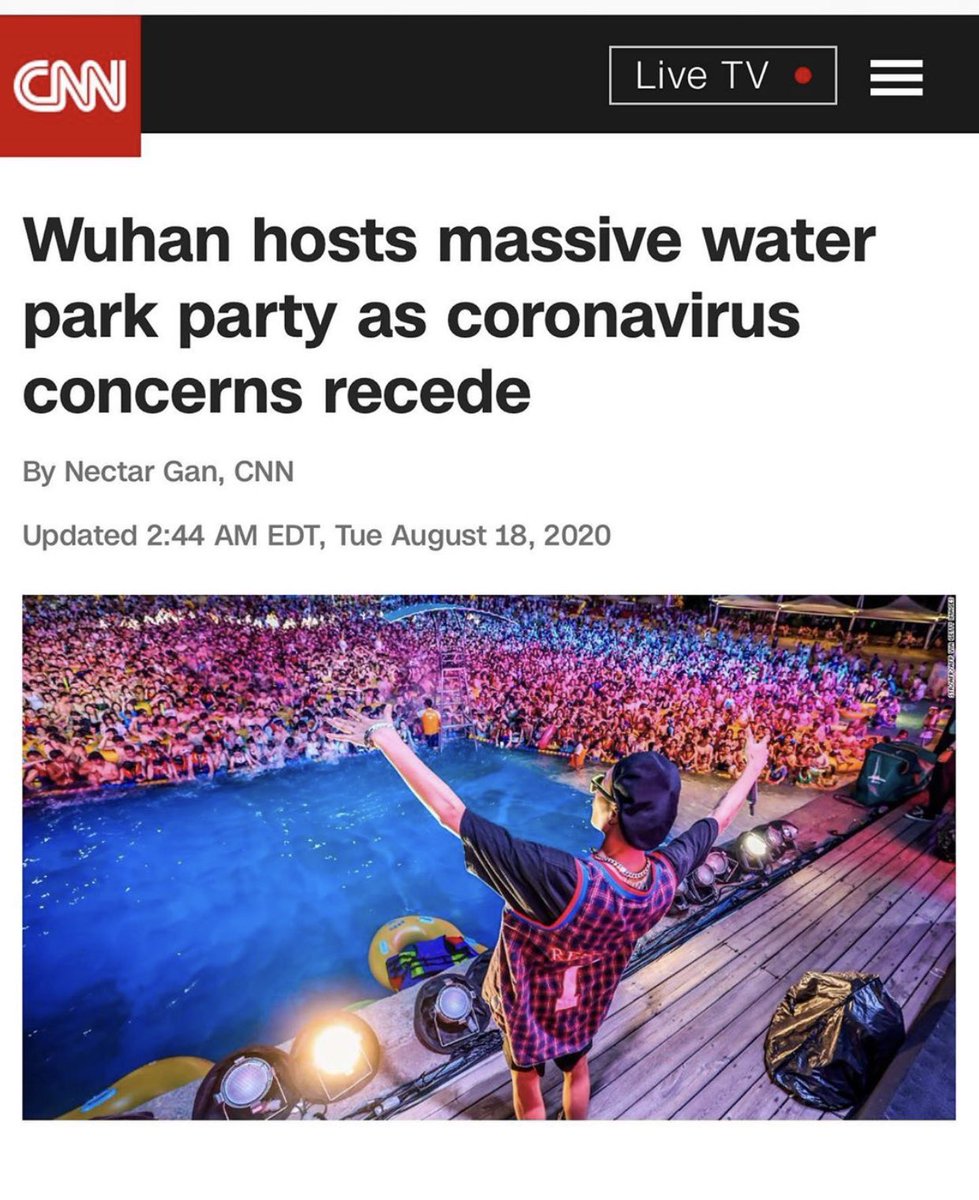 CNN
Live TV
Wuhan hosts massive water
park party as coronavirus
concerns recede
By Nectar Gan, CNN
Updated 2:44 AM EDT, Tue August 18, 2020
1